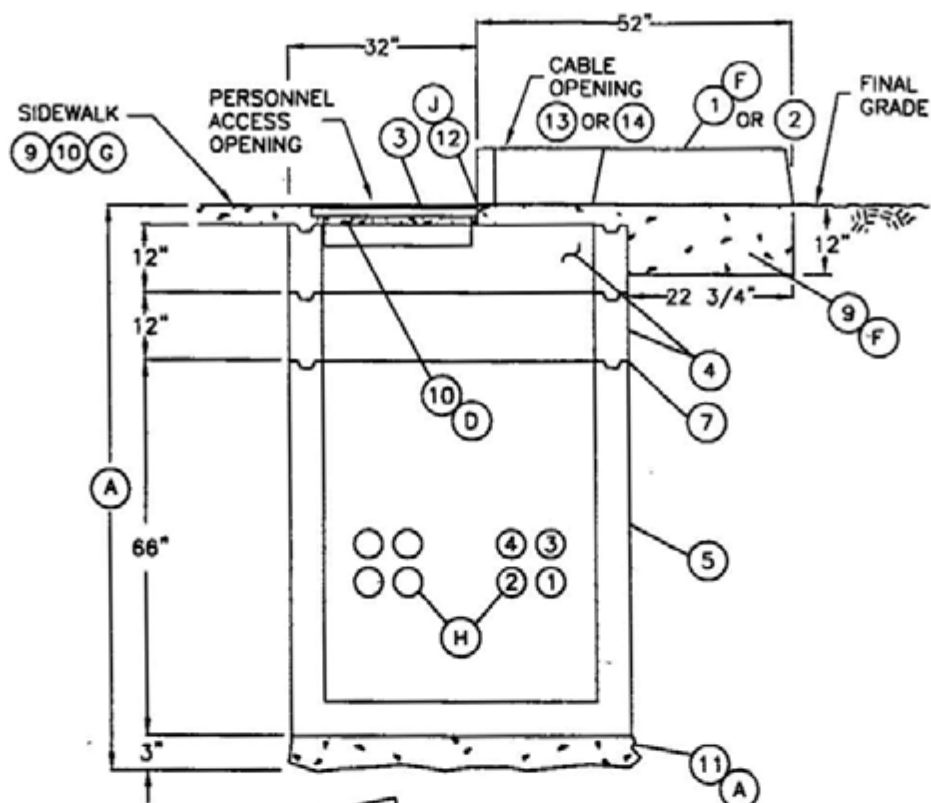 52"
32"
CABLE
OPENING
13 OR 14
F
1 OR 2
FINAL
GRADE
SIDEWALK
9 10 G
PERSONNEL
ACCESS
OPENING
J
3 12
12"
12"
22 3/4"
12"
9
F
4
10
D
7
A
66"
4 3
2 1
5
H
3"
11
A